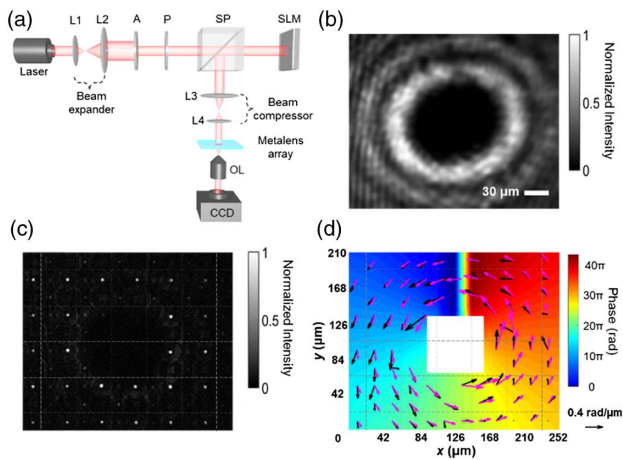 (a)
L1 L2 A P SP SLM
Laser
Beam
expander
L3
Beam
compressor
L4
Metalens
array
OL
CCD
(b)
30 μm
1
0.5
0
Normalized Intensity
(c)
1
0.5
0
Normalized Intensity
(d)
210
168
126
84
42
0
y (μm)
0 42 84 126 168 210 252
x (μm)
40π
30π
20π
10π
0
Phase (rad)
0.4 rad/μm